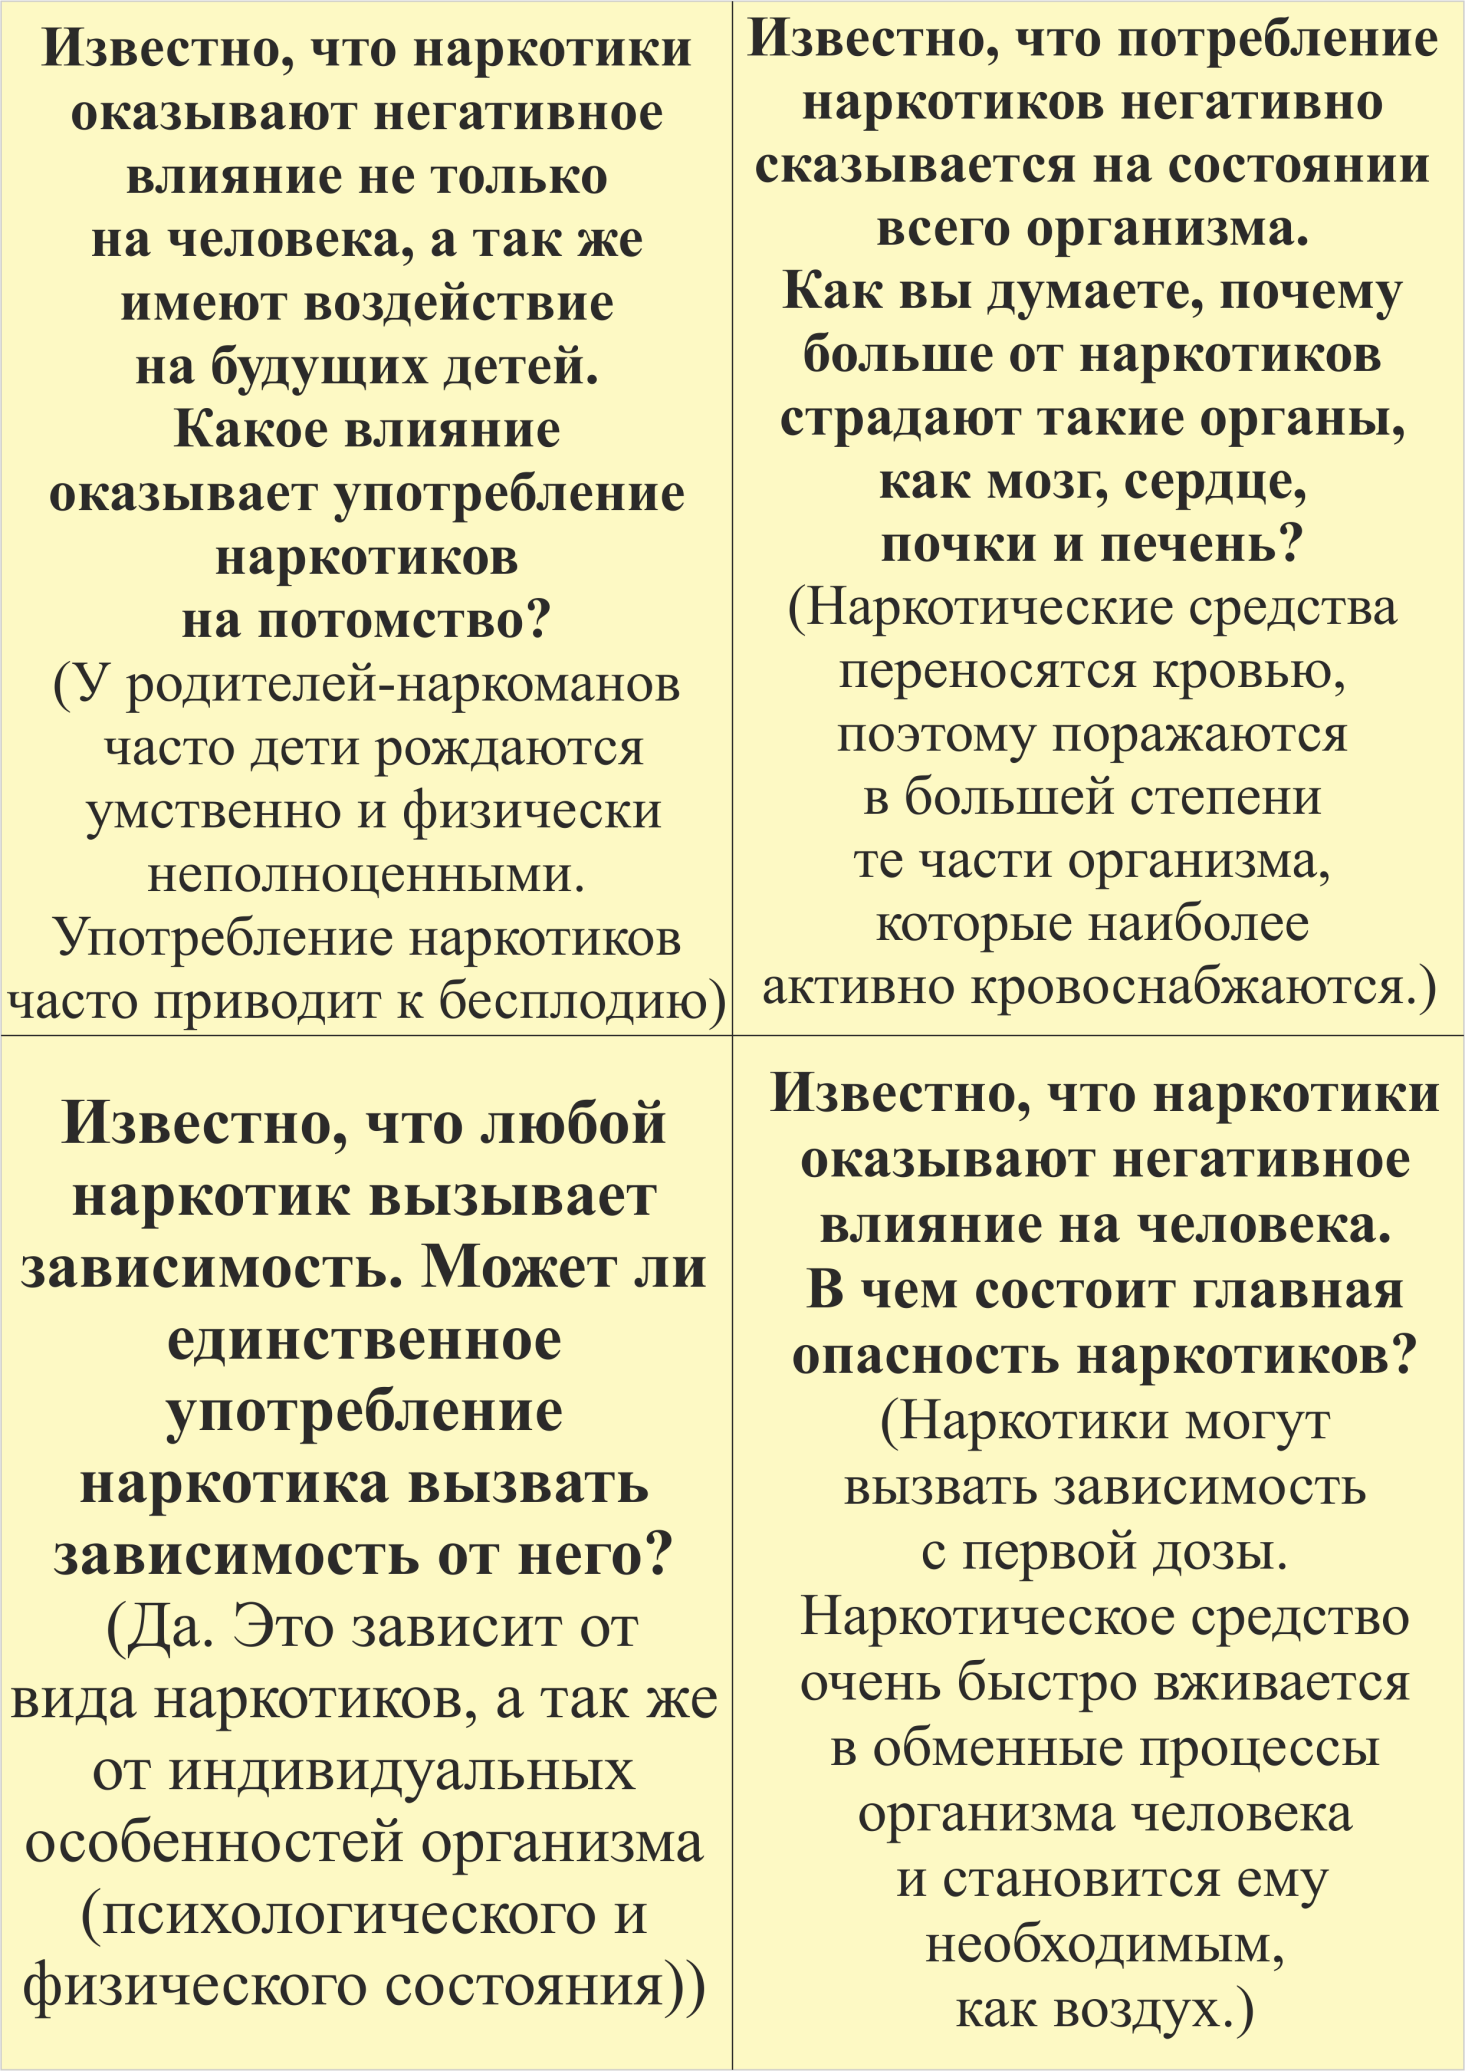 Известно, что наркотики
оказывают негативное
влияние не только
на человека, а так же
имеют воздействие
на будущих детей.
Какое влияние
оказывает употребление
наркотиков
на потомство?
(У родителей-наркоманов
часто дети рождаются
умственно и физически
неполноценными.
Употребление наркотиков
часто приводит к бесплодию)
Известно, что потребление
наркотиков негативно
сказывается на состоянии
всего организма.
Как вы думаете, почему
больше от наркотиков
страдают такие органы,
как мозг, сердце,
почки и печень?
(Наркотические средства
переносятся кровью,
поэтому поражаются
в большей степени
те части организма,
которые наиболее
активно кровоснабжаются.)
Известно, что любой
наркотик вызывает
зависимость. Может ли
единственное
употребление
наркотика вызвать
зависимость от него?
(Да. Это зависит от
вида наркотиков, а так же
от индивидуальных
особенностей организма
(психологического и
физического состояния))
Известно, что наркотики
оказывают негативное
влияние на человека.
В чем состоит главная
опасность наркотиков?
(Наркотики могут
вызвать зависимость
с первой дозы.
Наркотическое средство
очень быстро вживается
в обменные процессы
организма человека
и становится ему
необходимым,
как воздух.)